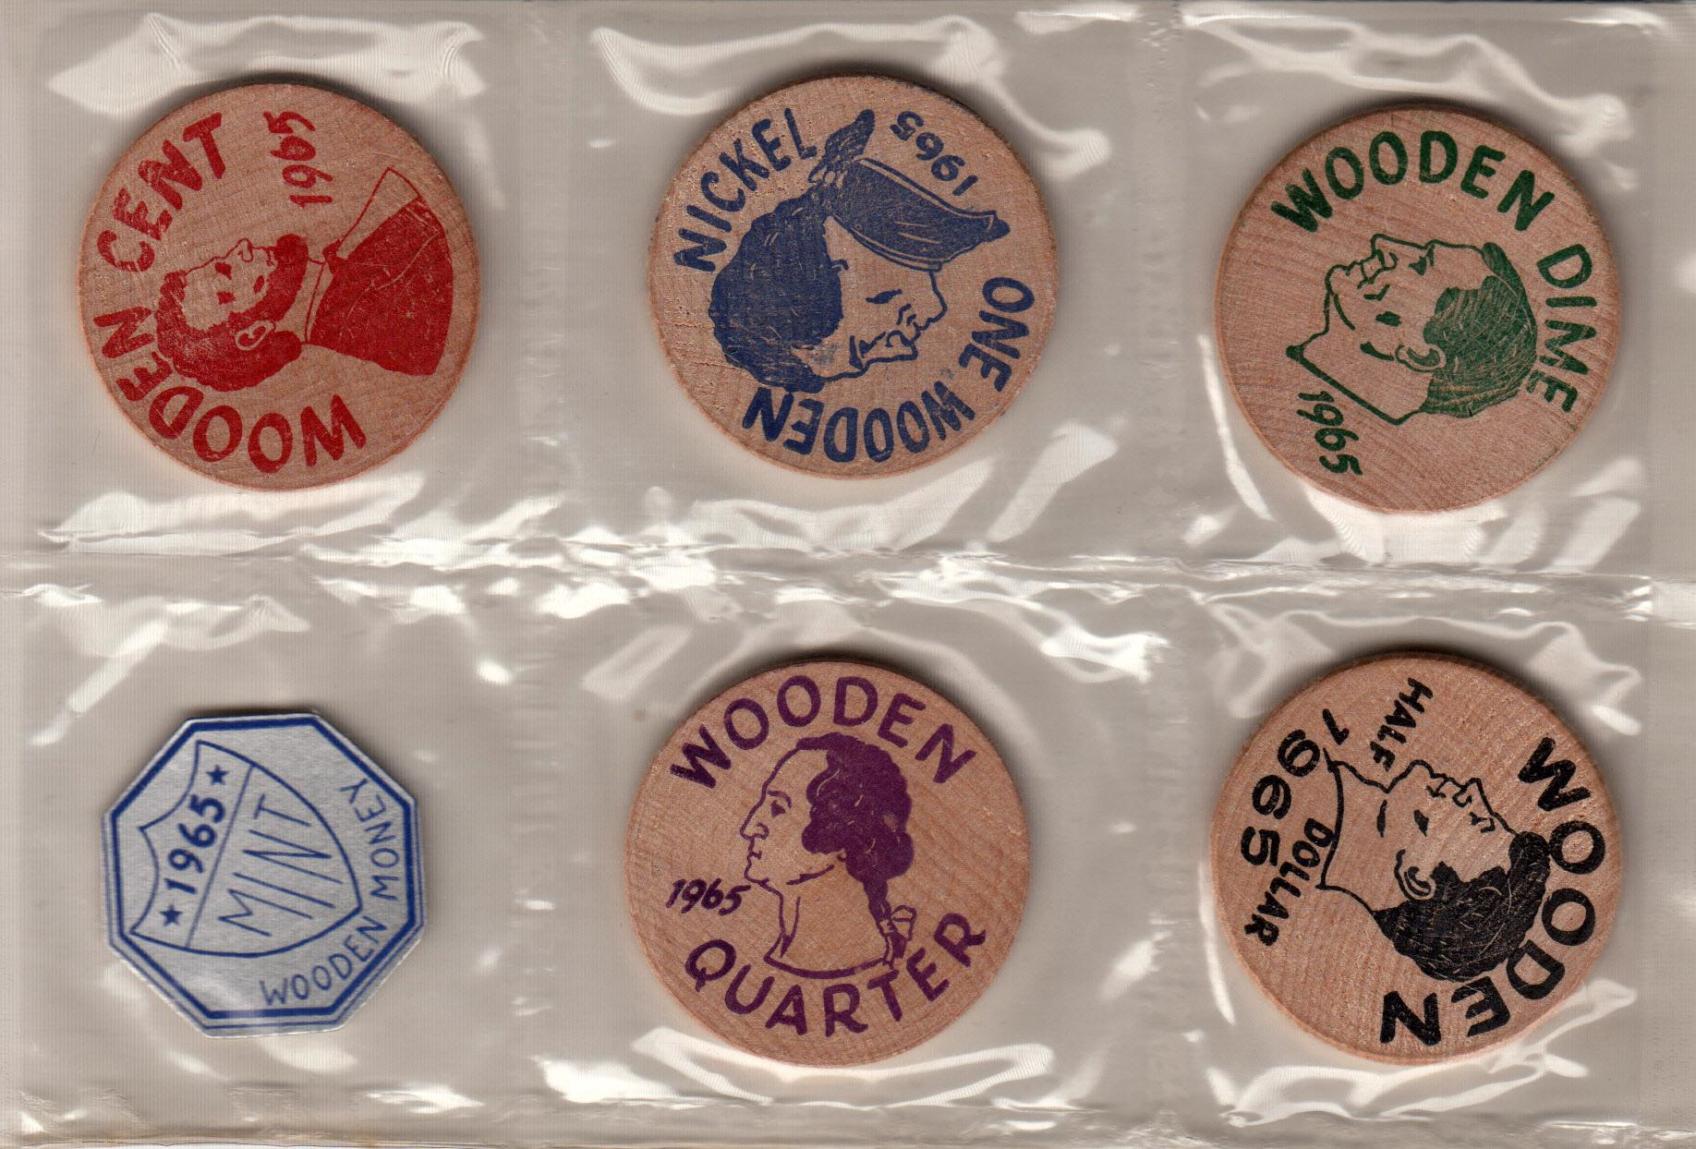 WOODEN CENT
1965
ONE WOODEN NICKEL
1965
WOODEN DIME
1965
★ 1965 ★
MINT
WOODEN MONEY
WOODEN
1965
QUARTER
WOODEN
HALF DOLLAR
1965